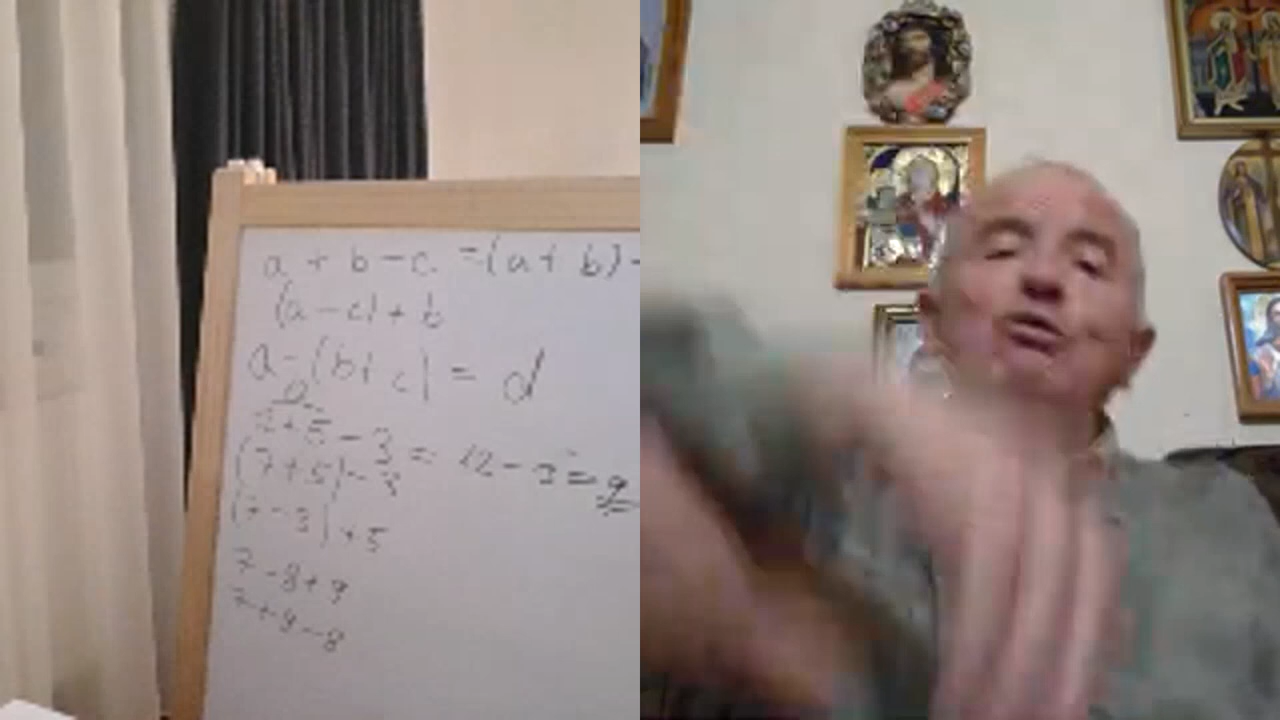 a + b - c = (a + b) -
(a - c) + b
a - (b + c) = d
7 + 5 - 3 = 12 - 3 = 9
(7 + 5) - 3
(7 - 3) + 5
7 - 8 + 9
7 + 9 - 8